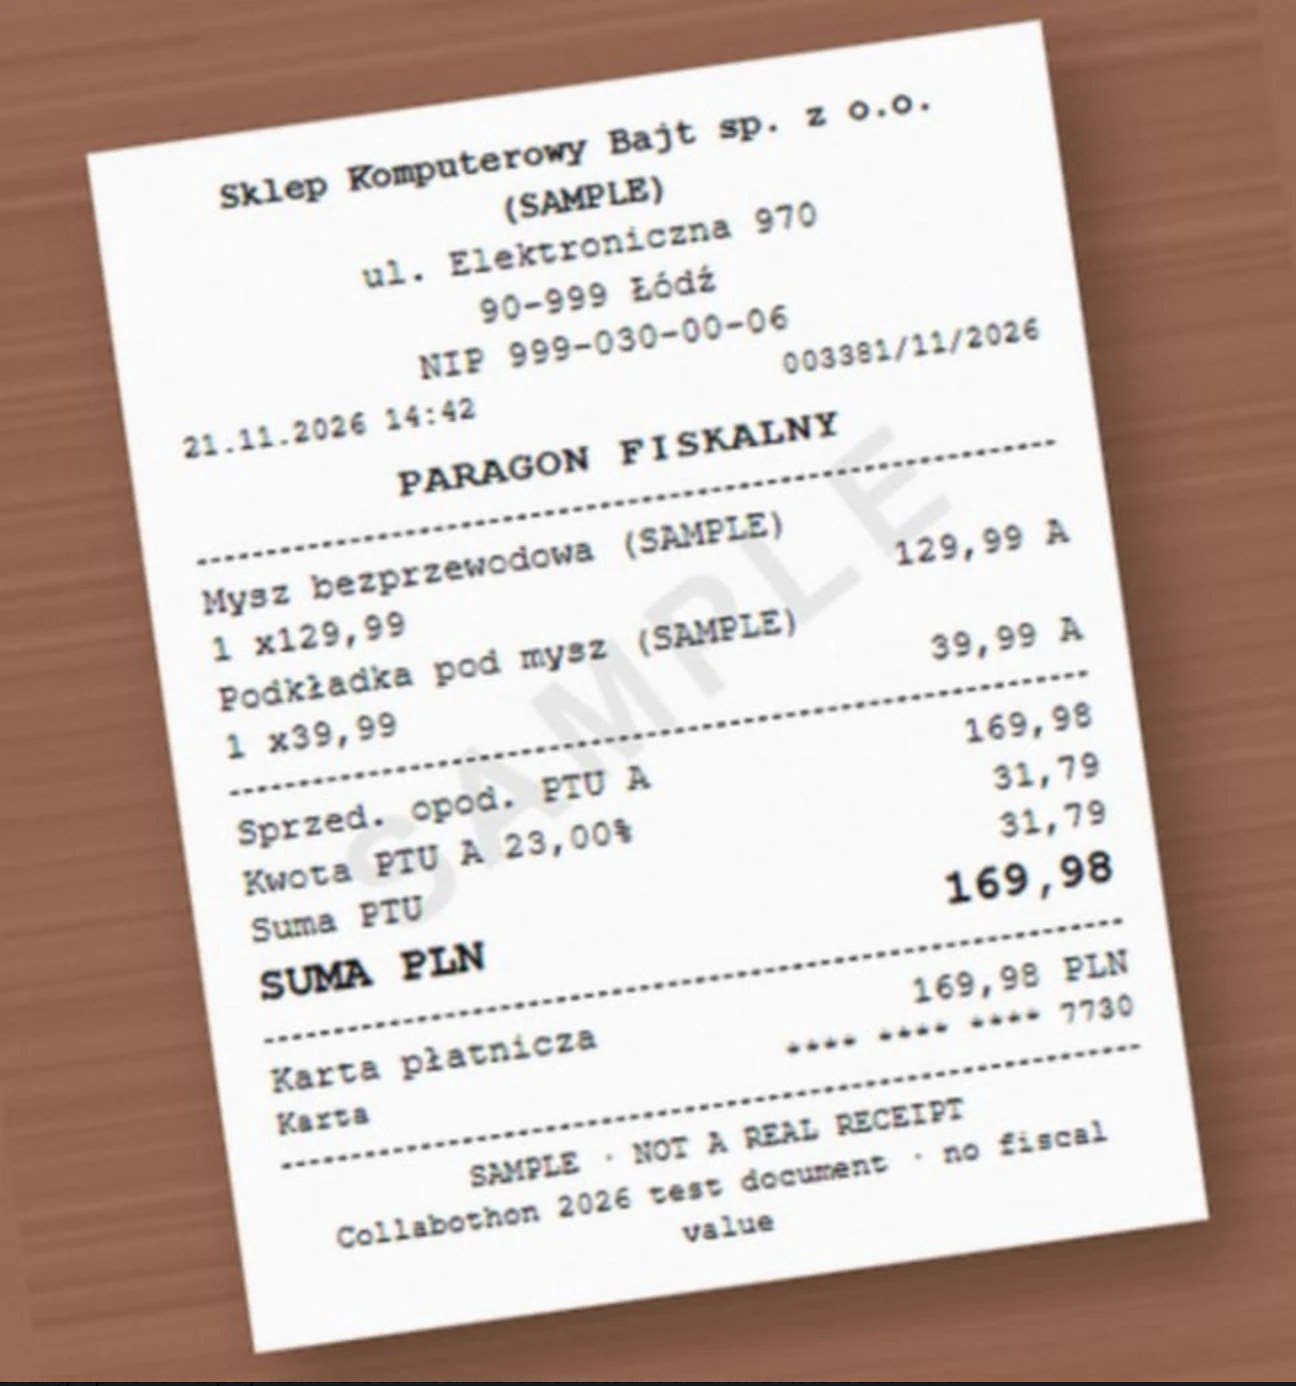 Sklep Komputerowy Bajt sp. z o.o.
(SAMPLE)
ul. Elektroniczna 970
90-999 Łódź
NIP 999-030-00-06
21.11.2026 14:42 003381/11/2026
PARAGON FISKALNY
Mysz bezprzewodowa (SAMPLE) 129,99 A
1 x129,99
Podkładka pod mysz (SAMPLE) 39,99 A
1 x39,99
Sprzed. opod. PTU A 169,98
Kwota PTU A 23,00% 31,79
Suma PTU 31,79
SUMA PLN 169,98
Karta płatnicza 169,98 PLN
Karta **** **** **** 7730
SAMPLE · NOT A REAL RECEIPT
Collabothon 2026 test document · no fiscal
value
SAMPLE